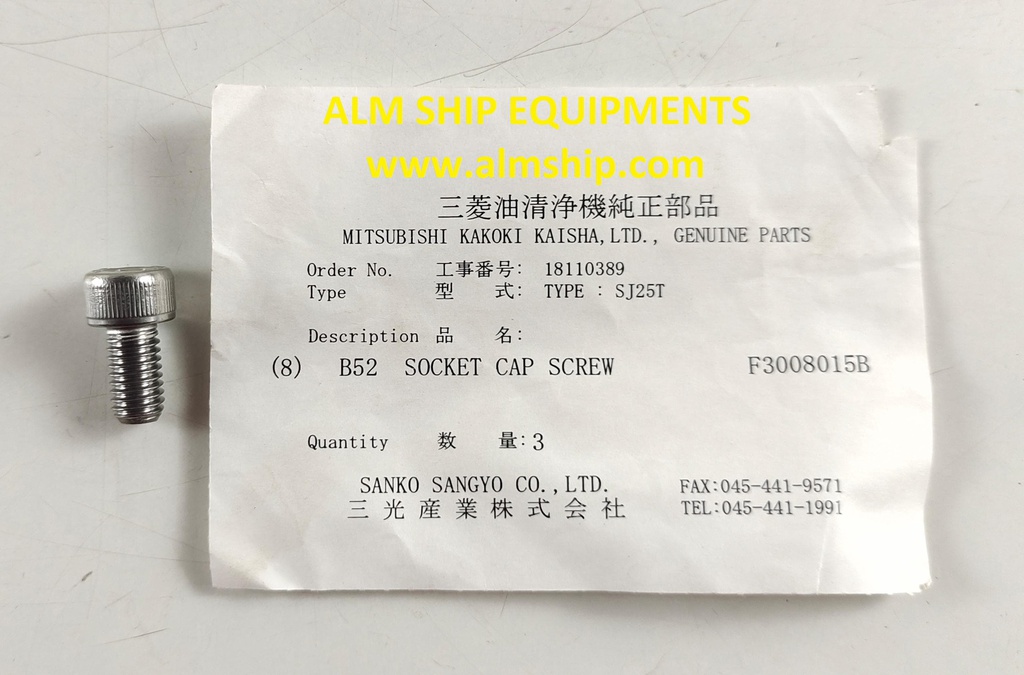 ALM SHIP EQUIPMENTS
www.almship.com
三菱油清浄機純正部品
MITSUBISHI KAKOKI KAISHA,LTD., GENUINE PARTS
Order No. 工事番号: 18110389
Type 型 式: TYPE : SJ25T
Description 品 名:
(8) B52 SOCKET CAP SCREW F3008015B
Quantity 数 量: 3
SANKO SANGYO CO.,LTD. FAX:045-441-9571
三光産業株式会社 TEL:045-441-1991